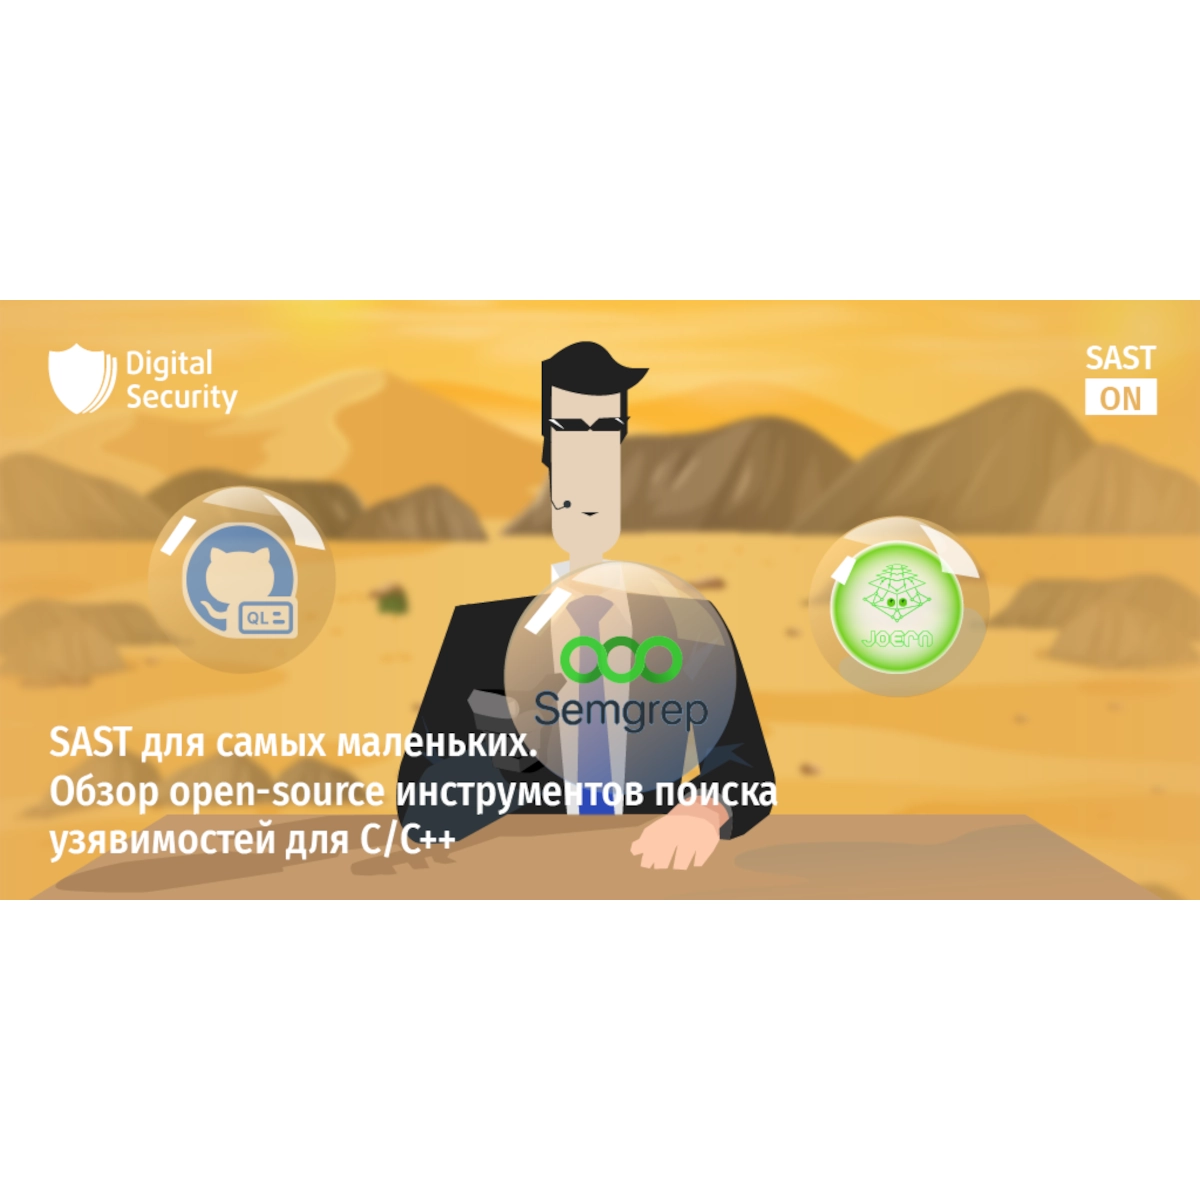 Digital
Security
SAST
ON
QL
Semgrep
JOERN
SAST для самых маленьких.
Обзор open-source инструментов поиска
узявимостей для C/C++